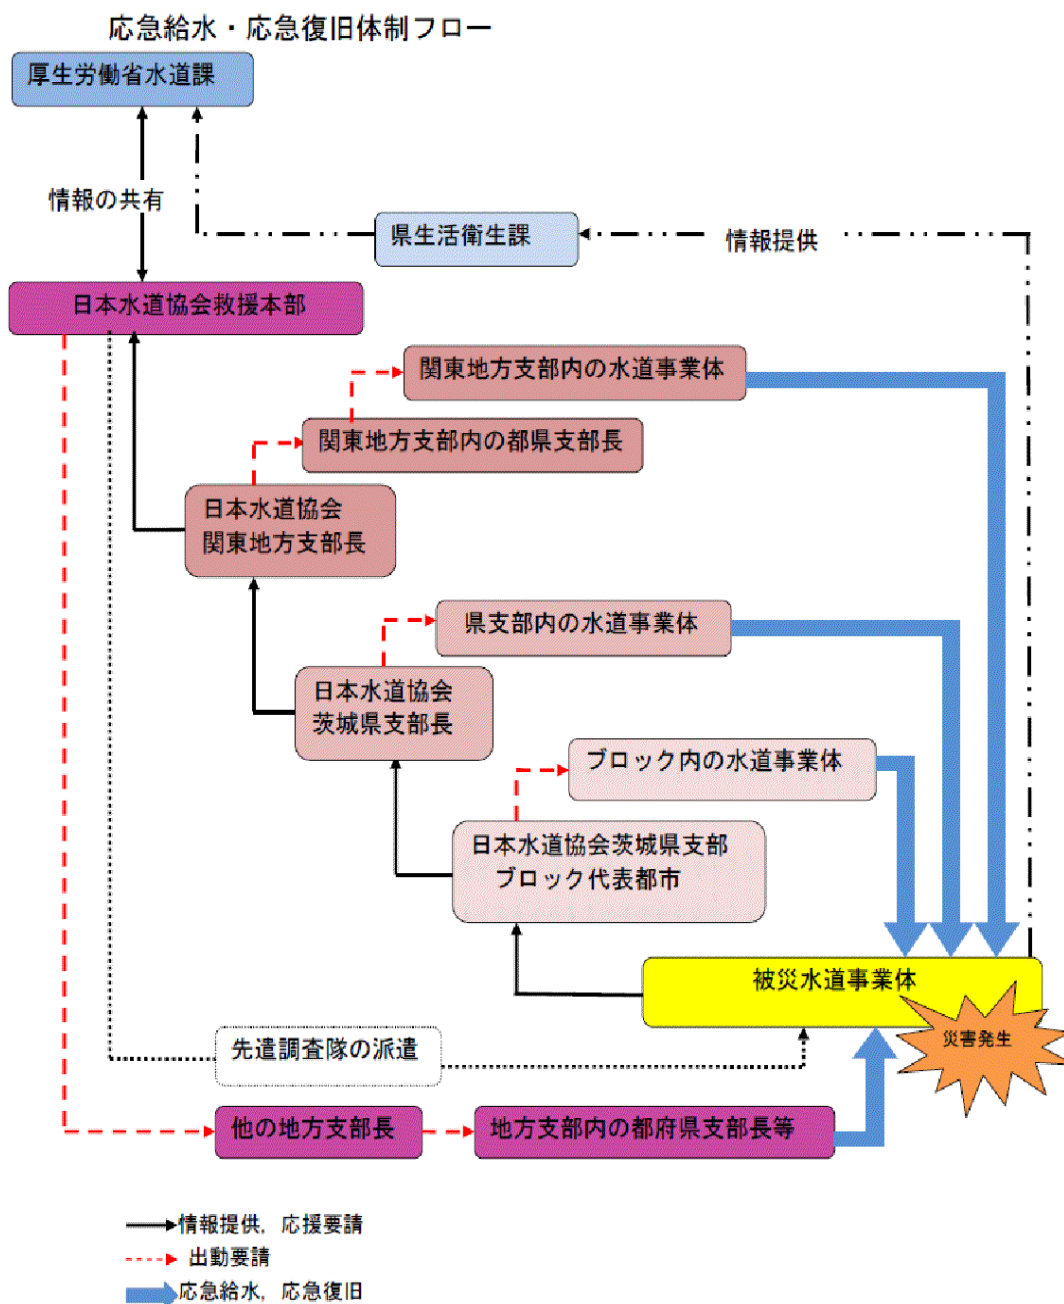 応急給水・応急復旧体制フロー
厚生労働省水道課
情報の共有
県生活衛生課
情報提供
日本水道協会救援本部
関東地方支部内の水道事業体
関東地方支部内の都県支部長
日本水道協会
関東地方支部長
県支部内の水道事業体
日本水道協会
茨城県支部長
ブロック内の水道事業体
日本水道協会茨城県支部
ブロック代表都市
被災水道事業体
災害発生
先遣調査隊の派遣
他の地方支部長
地方支部内の都府県支部長等
情報提供，応援要請
出動要請
応急給水，応急復旧